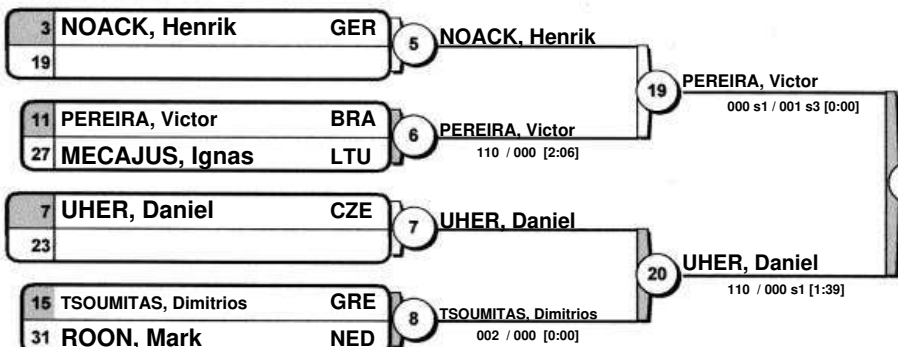 3 NOACK, Henrik GER
19
5
NOACK, Henrik
11 PEREIRA, Victor BRA
27 MECAJUS, Ignas LTU
6
PEREIRA, Victor
110 / 000 [2:06]
19
PEREIRA, Victor
000 s1 / 001 s3 [0:00]
7 UHER, Daniel CZE
23
7
UHER, Daniel
15 TSOUMITAS, Dimitrios GRE
31 ROON, Mark NED
8
TSOUMITAS, Dimitrios
002 / 000 [0:00]
20
UHER, Daniel
110 / 000 s1 [1:39]